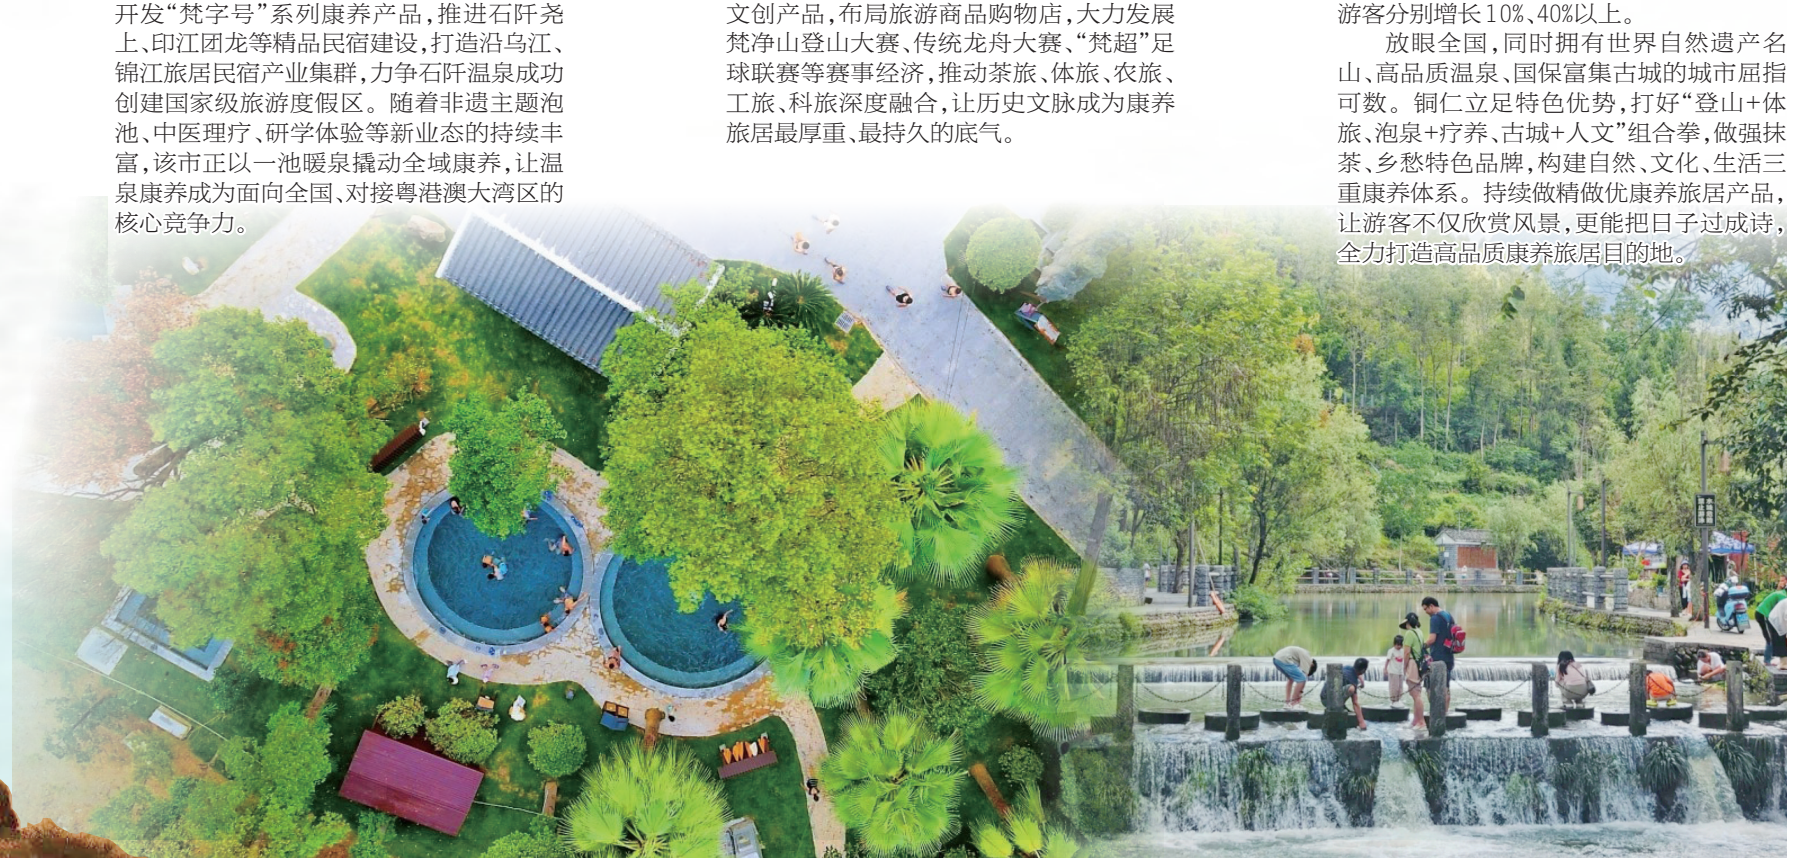 开发“梵字号”系列康养产品，推进石阡尧
上、印江团龙等精品民宿建设，打造沿乌江、
锦江旅居民宿产业集群，力争石阡温泉成功
创建国家级旅游度假区。随着非遗主题泡
池、中医理疗、研学体验等新业态的持续丰
富，该市正以一池暖泉撬动全域康养，让温
泉康养成为面向全国、对接粤港澳大湾区的
核心竞争力。
文创产品，布局旅游商品购物店，大力发展
梵净山登山大赛、传统龙舟大赛、“梵超”足
球联赛等赛事经济，推动茶旅、体旅、农旅、
工旅、科旅深度融合，让历史文脉成为康养
旅居最厚重、最持久的底气。
游客分别增长10%、40%以上。
放眼全国，同时拥有世界自然遗产名
山、高品质温泉、国保富集古城的城市屈指
可数。铜仁立足特色优势，打好“登山+体
旅、泡泉+疗养、古城+人文”组合拳，做强抹
茶、乡愁特色品牌，构建自然、文化、生活三
重康养体系。持续做精做优康养旅居产品，
让游客不仅欣赏风景，更能把日子过成诗，
全力打造高品质康养旅居目的地。